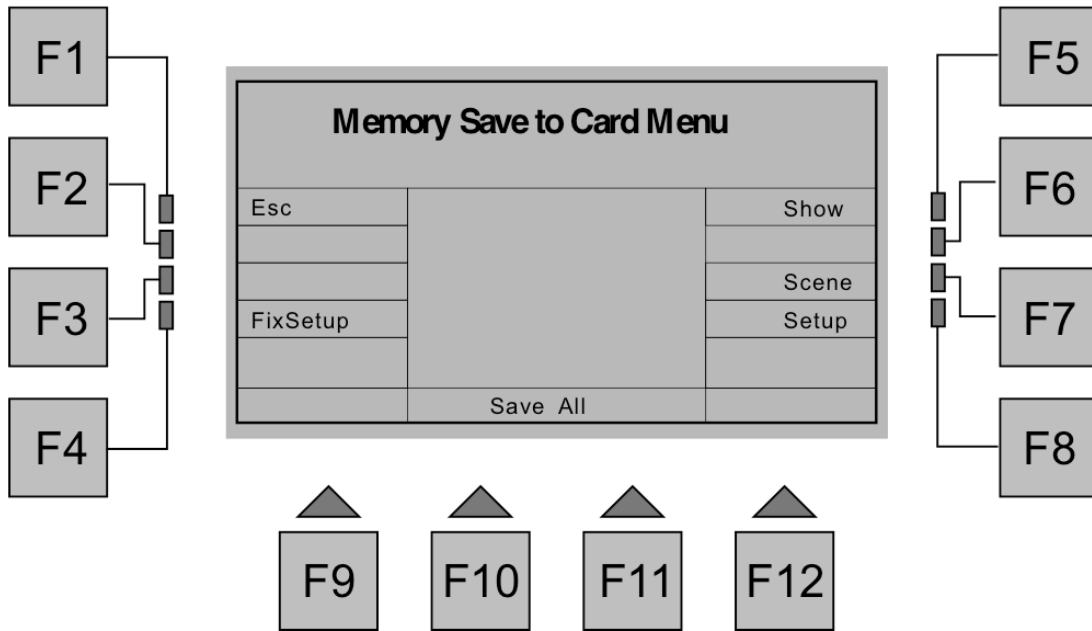 F1
F5
Memory Save to Card Menu
F2
F6
Esc
Show
Scene
F3
F7
FixSetup
Setup
Save All
F4
F8
F9
F10
F11
F12